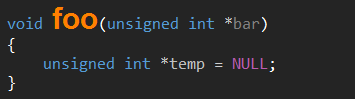 void foo(unsigned int *bar)
{
    unsigned int *temp = NULL;
}